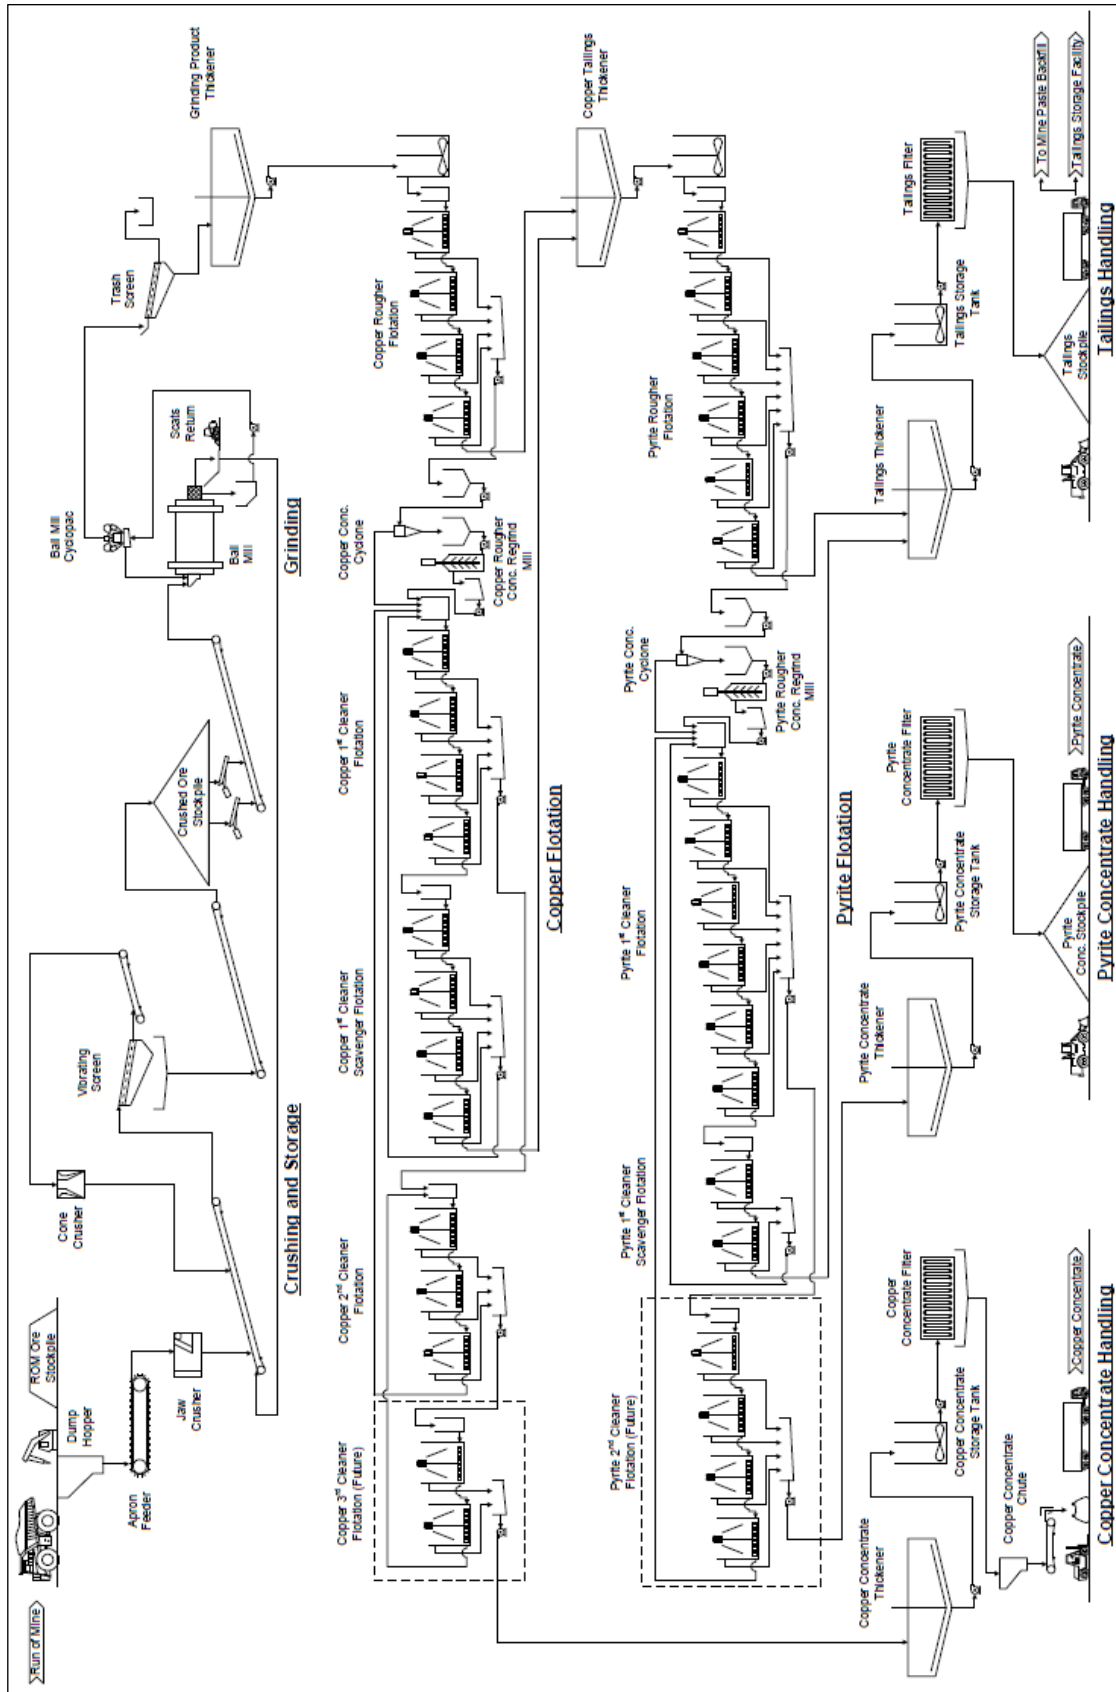 Run of Mine
ROM Ore
Stockpile
Dump
Hopper
Apron
Feeder
Jaw
Crusher
Cone
Crusher
Vibrating
Screen
Crushed Ore
Stockpile
Crushing and Storage
Ball Mill
Cyclopac
Ball
Mill
Scats
Return
Grinding
Trash
Screen
Grinding Product
Thickener
Copper Rougher
Flotation
Copper Conc.
Cyclone
Copper Rougher
Conc. Regrind
Mill
Copper 1st Cleaner
Flotation
Copper 1st Cleaner
Scavenger Flotation
Copper 2nd Cleaner
Flotation
Copper 3rd Cleaner
Flotation (Future)
Copper Flotation
Copper Tailings
Thickener
Pyrite Rougher
Flotation
Pyrite Conc.
Cyclone
Pyrite Rougher
Conc. Regrind
Mill
Pyrite 1st Cleaner
Flotation
Pyrite 1st Cleaner
Scavenger Flotation
Pyrite 2nd Cleaner
Flotation (Future)
Pyrite Flotation
Copper Concentrate
Thickener
Copper Concentrate
Storage Tank
Copper
Concentrate Filter
Copper Concentrate
Chute
Copper Concentrate
Copper Concentrate Handling
Pyrite Concentrate
Thickener
Pyrite Concentrate
Storage Tank
Pyrite
Concentrate Filter
Pyrite
Conc. Stockpile
Pyrite Concentrate
Pyrite Concentrate Handling
Tailings Thickener
Tailings Storage
Tank
Tailings Filter
Tailings
Stockpile
To Mine Paste Backfill
Tailings Storage Facility
Tailings Handling